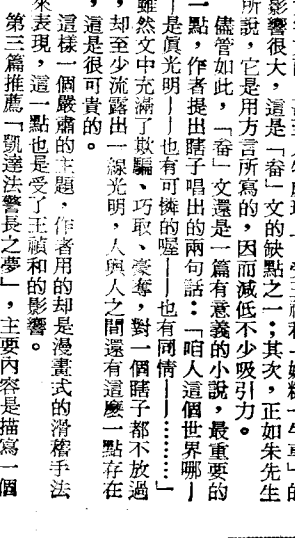 影響很大，這是「畚」文的缺點之一；其次，正如朱先生
所說，它是用方言所寫的，因而減低不少吸引力。
儘管如此，「畚」文還是一篇有意義的小說，最重要的
一點，作者提出瞎子唱出的兩句話：「咱人這個世界哪—
—是眞光明——也有可憐的喔——也有同情——………」
雖然文中充滿了欺騙、巧取、豪奪，對一個瞎子都不放過
，却至少流露出一線光明，人與人之間還有這麼一點存在
，這是很可貴的。
這樣一個嚴肅的主題，作者用的却是漫畫式的滑稽手法
來表現，這一點也是受了王禎和的影響。
第三篇推薦「凱達法警長之夢」，主要內容是描寫一個